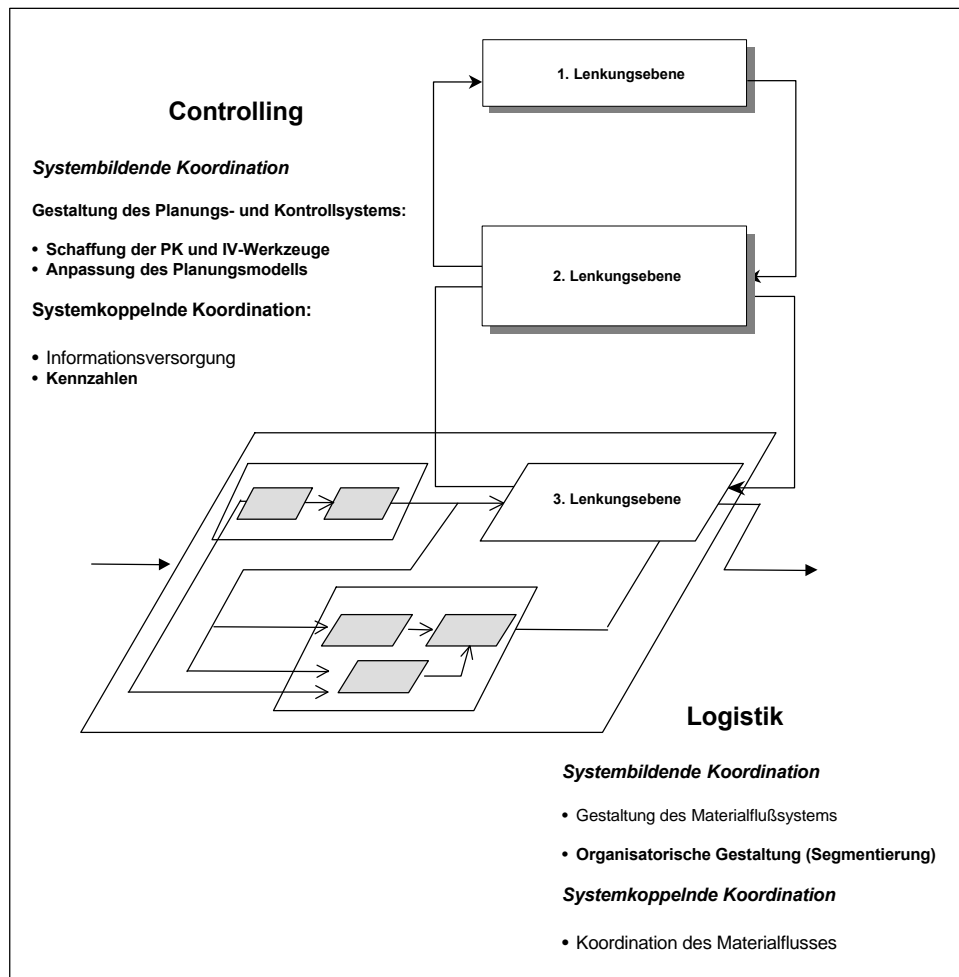 1. Lenkungsebene
Controlling
Systembildende Koordination
Gestaltung des Planungs- und Kontrollsystems:
• Schaffung der PK und IV-Werkzeuge
• Anpassung des Planungsmodells
2. Lenkungsebene
Systemkoppelnde Koordination:
• Informationsversorgung
• Kennzahlen
3. Lenkungsebene
Logistik
Systembildende Koordination
• Gestaltung des Materialflußsystems
• Organisatorische Gestaltung (Segmentierung)
Systemkoppelnde Koordination
• Koordination des Materialflusses